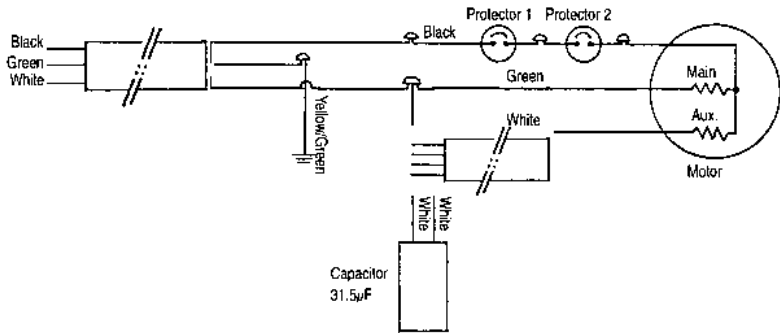 Protector 1
Protector 2
Black
Black
Green
White
Green
Main
Aux.
Motor
Yellow/Green
White
White
White
Capacitor
31.5µF